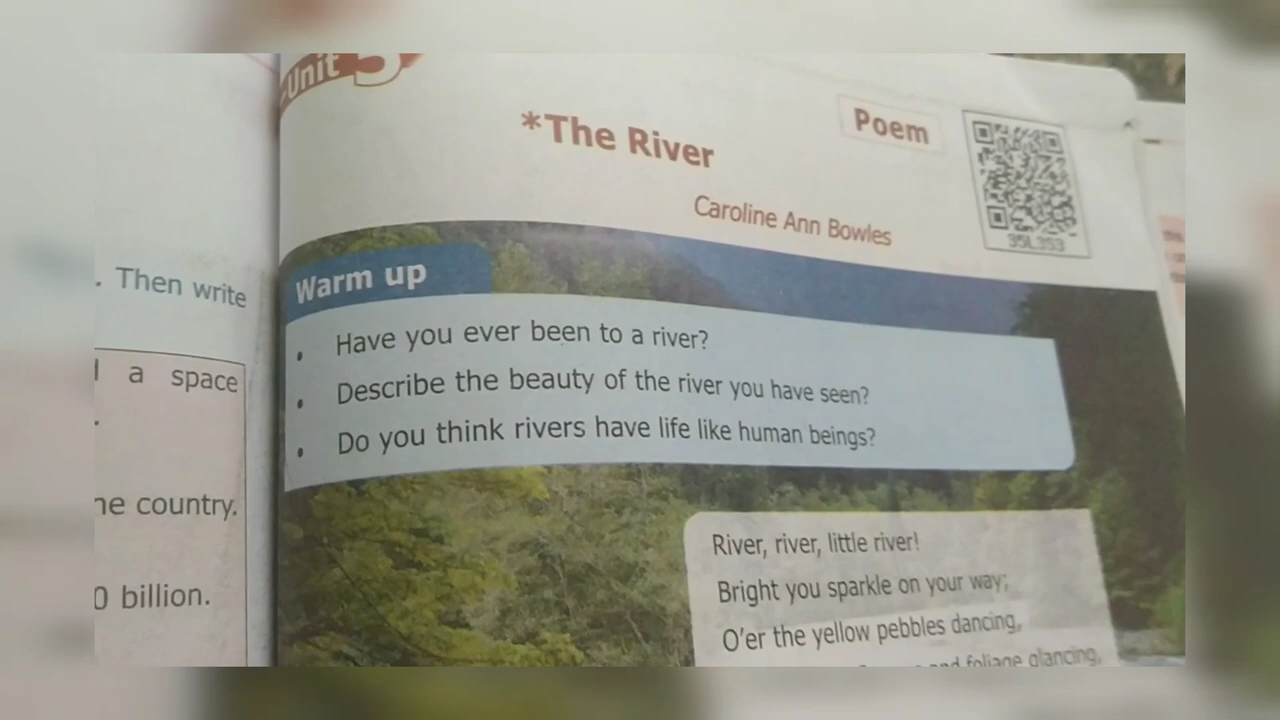 . Then write
a space
.
he country.
0 billion.
Unit 5
*The River
Poem
Caroline Ann Bowles
95L3S3
Warm up
• Have you ever been to a river?
• Describe the beauty of the river you have seen?
• Do you think rivers have life like human beings?
River, river, little river!
Bright you sparkle on your way;
O'er the yellow pebbles dancing,
and foliage glancing,